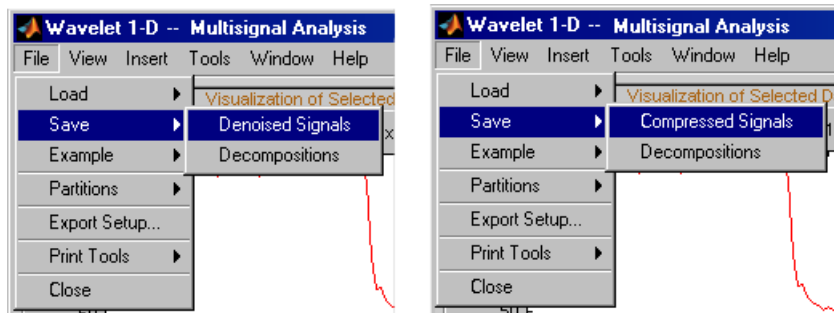 Wavelet 1-D -- Multisignal Analysis
File View Insert Tools Window Help
Load
Visualization of Selected
Save
Denoised Signals
x
Example
Decompositions
Partitions
Export Setup...
Print Tools
Close
Wavelet 1-D -- Multisignal Analysis
File View Insert Tools Window Help
Load
Visualization of Selected D
Save
Compressed Signals
1
Example
Decompositions
Partitions
Export Setup...
Print Tools
Close